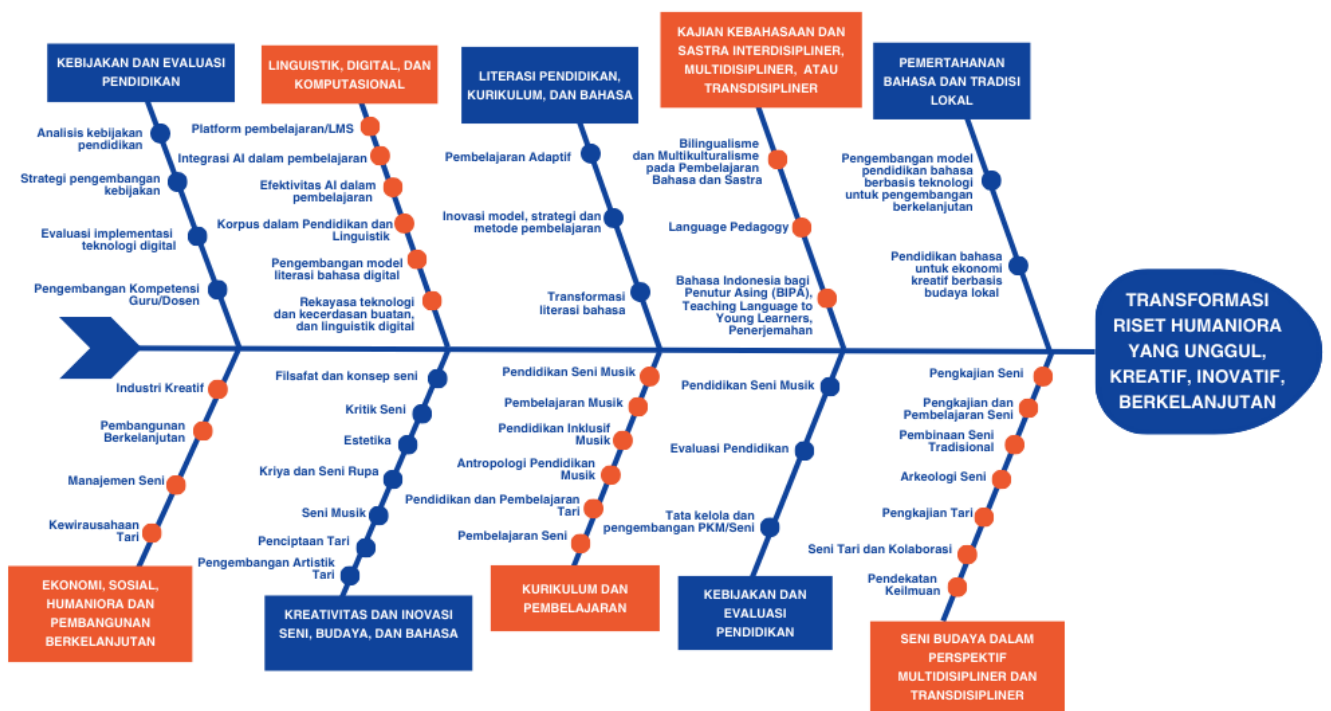 KEBIJAKAN DAN EVALUASI
PENDIDIKAN
Analisis kebijakan
pendidikan
Strategi pengembangan
kebijakan
Evaluasi implementasi
teknologi digital
Pengembangan Kompetensi
Guru/Dosen
LINGUISTIK, DIGITAL, DAN
KOMPUTASIONAL
Platform pembelajaran/LMS
Integrasi AI dalam pembelajaran
Efektivitas AI dalam
pembelajaran
Korpus dalam Pendidikan dan
Linguistik
Pengembangan model
literasi bahasa digital
Rekayasa teknologi
dan kecerdasan buatan,
dan linguistik digital
LITERASI PENDIDIKAN,
KURIKULUM, DAN BAHASA
Pembelajaran Adaptif
Inovasi model, strategi dan
metode pembelajaran
Transformasi
literasi bahasa
KAJIAN KEBAHASAAN DAN
SASTRA INTERDISIPLINER,
MULTIDISIPLINER, ATAU
TRANSDISIPLINER
Bilingualisme
dan Multikulturalisme
pada Pembelajaran
Bahasa dan Sastra
Language Pedagogy
Bahasa Indonesia bagi
Penutur Asing (BIPA),
Teaching Language to
Young Learners,
Penerjemahan
PEMERTAHANAN
BAHASA DAN TRADISI
LOKAL
Pengembangan model
pendidikan bahasa
berbasis teknologi
untuk pengembangan
berkelanjutan
Pendidikan bahasa
untuk ekonomi
kreatif berbasis
budaya lokal
TRANSFORMASI
RISET HUMANIORA
YANG UNGGUL,
KREATIF, INOVATIF,
BERKELANJUTAN
Industri Kreatif
Pembangunan
Berkelanjutan
Manajemen Seni
Kewirausahaan
Tari
EKONOMI, SOSIAL,
HUMANIORA DAN
PEMBANGUNAN
BERKELANJUTAN
Filsafat dan konsep seni
Kritik Seni
Estetika
Kriya dan Seni Rupa
Seni Musik
Penciptaan Tari
Pengembangan Artistik
Tari
KREATIVITAS DAN INOVASI
SENI, BUDAYA, DAN BAHASA
Pendidikan Seni Musik
Pembelajaran Musik
Pendidikan Inklusif
Musik
Antropologi Pendidikan
Musik
Pendidikan dan Pembelajaran
Tari
Pembelajaran Seni
KURIKULUM DAN
PEMBELAJARAN
Pendidikan Seni Musik
Evaluasi Pendidikan
Tata kelola dan
pengembangan PKM/Seni
KEBIJAKAN DAN
EVALUASI
PENDIDIKAN
Pengkajian Seni
Pengkajian dan
Pembelajaran Seni
Pembinaan Seni
Tradisional
Arkeologi Seni
Pengkajian Tari
Seni Tari dan Kolaborasi
Pendekatan
Keilmuan
SENI BUDAYA DALAM
PERSPEKTIF
MULTIDISIPLINER DAN
TRANSDISIPLINER